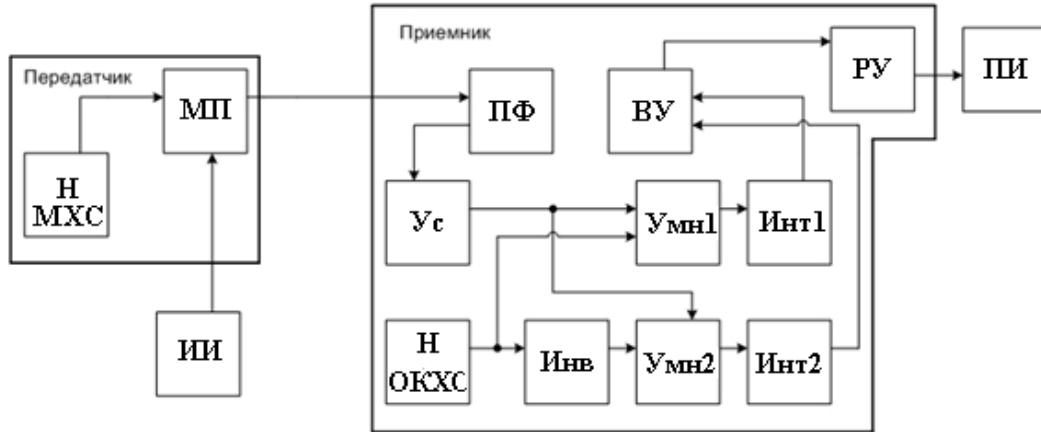 Приемник
Передатчик
МП
ПФ
ВУ
РУ
ПИ
Н
МХС
Ус
Умн1
Инт1
ИИ
Н
ОКХС
Инв
Умн2
Инт2